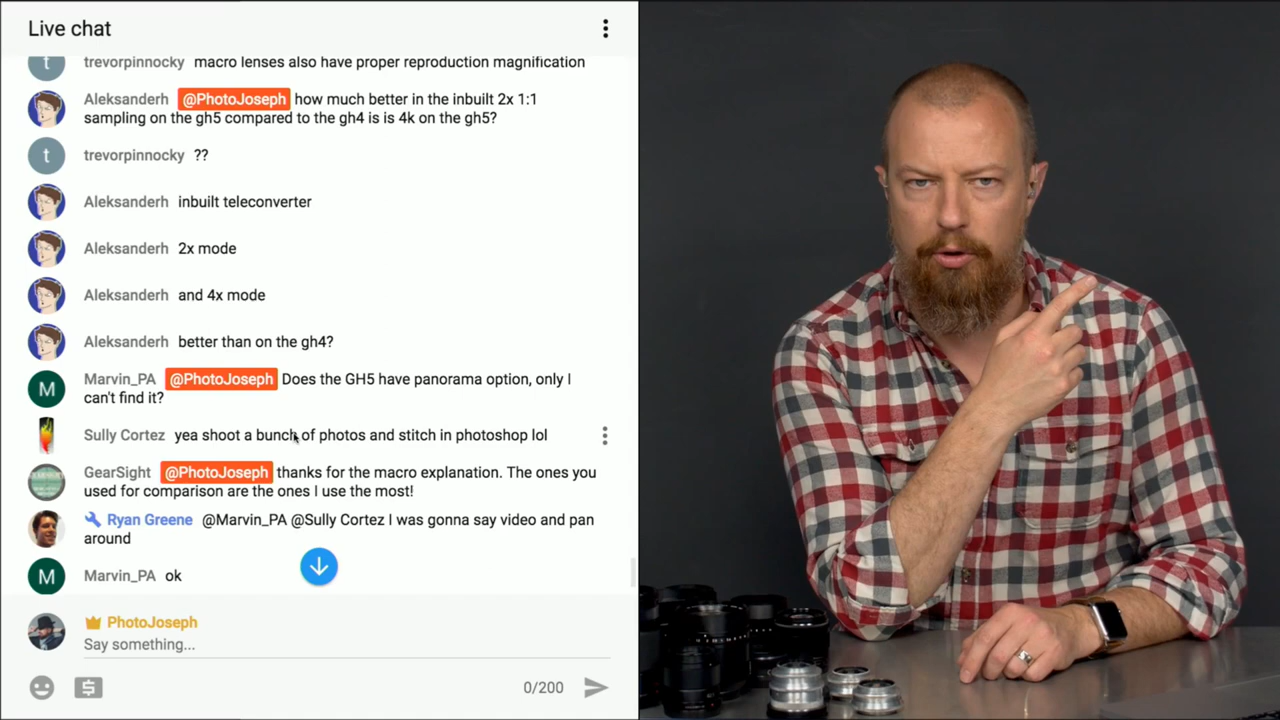 Live chat
t
trevorpinnocky macro lenses also have proper reproduction magnification
Aleksanderh @PhotoJoseph how much better in the inbuilt 2x 1:1
sampling on the gh5 compared to the gh4 is is 4k on the gh5?
t
trevorpinnocky ??
Aleksanderh inbuilt teleconverter
Aleksanderh 2x mode
Aleksanderh and 4x mode
Aleksanderh better than on the gh4?
M
Marvin_PA @PhotoJoseph Does the GH5 have panorama option, only I
can't find it?
Sully Cortez yea shoot a bunch of photos and stitch in photoshop lol
GearSight @PhotoJoseph thanks for the macro explanation. The ones you
used for comparison are the ones I use the most!
Ryan Greene @Marvin_PA @Sully Cortez I was gonna say video and pan
around
M
Marvin_PA ok
PhotoJoseph
Say something...
$
0/200